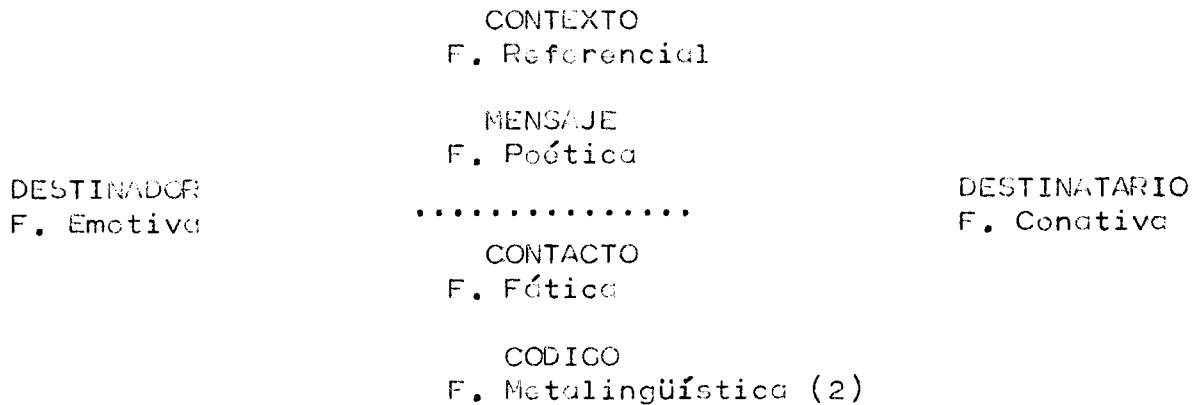 CONTEXTO
F. Referencial
MENSAJE
F. Poética
DESTINADOR
F. Emotiva
...............
DESTINATARIO
F. Conativa
CONTACTO
F. Fática
CODIGO
F. Metalingüística (2)